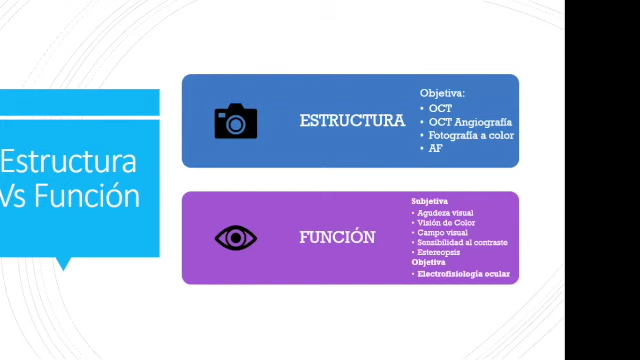 Estructura
Vs Función
ESTRUCTURA
Objetiva:
• OCT
• OCT Angiografía
• Fotografía a color
• AF
FUNCIÓN
Subjetiva
• Agudeza visual
• Visión de Color
• Campo visual
• Sensibilidad al contraste
• Estereopsis
Objetiva
• Electrofisiología ocular